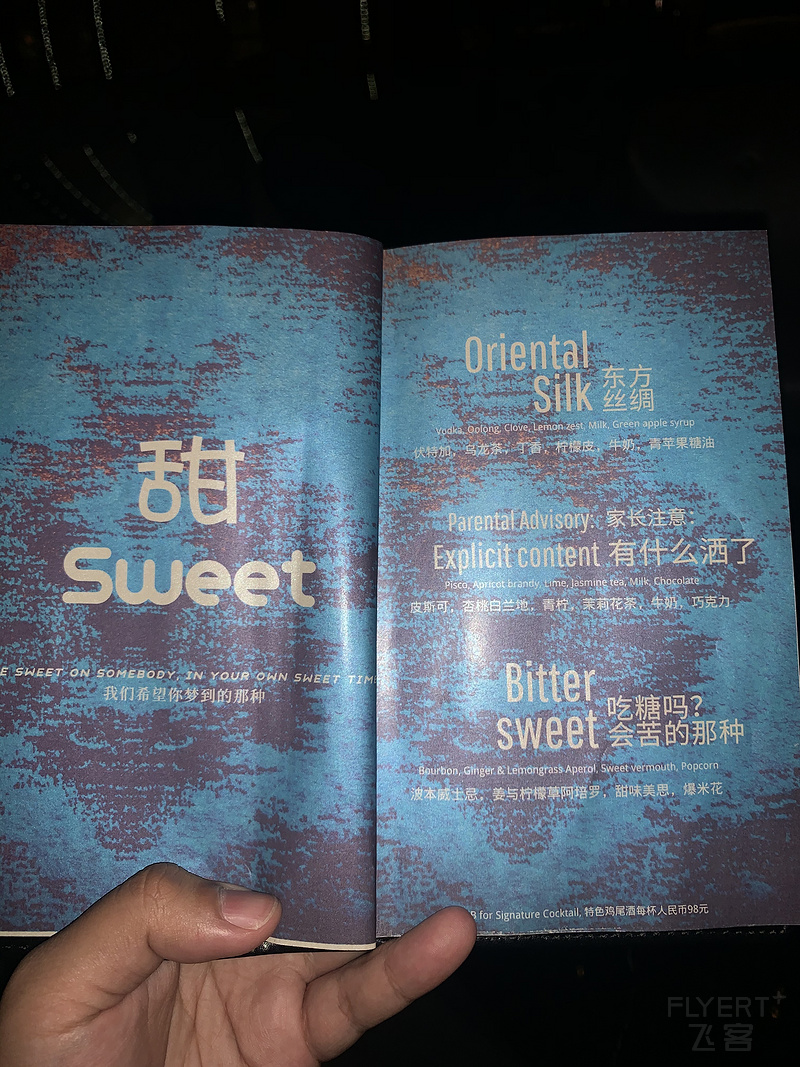 甜
Sweet
E SWEET ON SOMEBODY, IN YOUR OWN SWEET TIME
我们希望你梦到的那种
Oriental
Silk 东方
丝绸
Vodka, Oolong, Clove, Lemon zest, Milk, Green apple syrup
伏特加，乌龙茶，丁香，柠檬皮，牛奶，青苹果糖油
Parental Advisory: 家长注意：
Explicit content 有什么洒了
Pisco, Apricot brandy, Lime, Jasmine tea, Milk, Chocolate
皮斯可，杏桃白兰地，青柠，茉莉花茶，牛奶，巧克力
Bitter
sweet 吃糖吗？
会苦的那种
Bourbon, Ginger & Lemongrass Aperol, Sweet vermouth, Popcorn
波本威士忌，姜与柠檬草阿培罗，甜味美思，爆米花
B for Signature Cocktail, 特色鸡尾酒每杯人民币98元
FLYERT
飞客